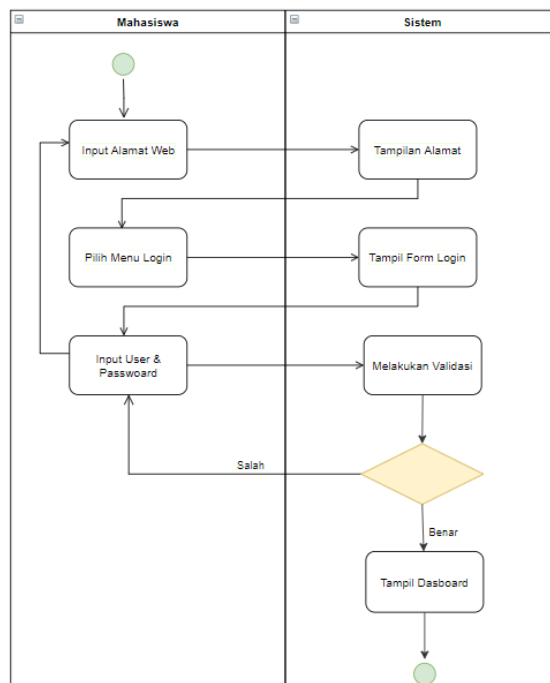 Mahasiswa
Sistem
Input Alamat Web
Tampilan Alamat
Pilih Menu Login
Tampil Form Login
Input User &
Passwoard
Melakukan Validasi
Salah
Benar
Tampil Dasboard